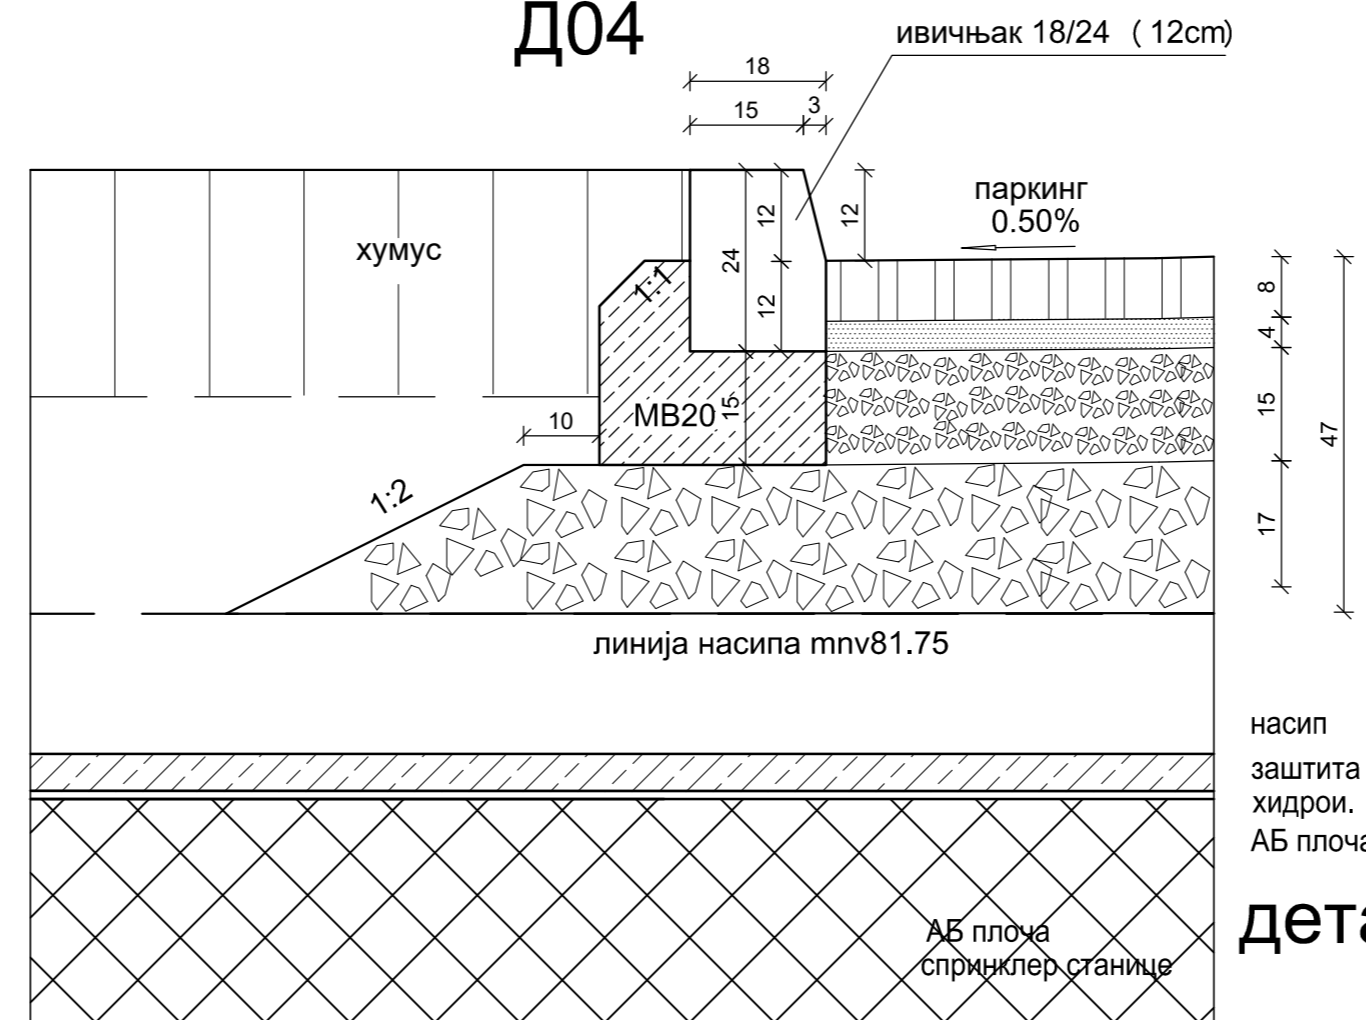 Д04
ивичњак 18/24 ( 12cm)
18
15
3
паркинг
0.50%
хумус
12
24
12
12
1:1
8
4
15
17
47
МВ20
15
10
1:2
линија насипа mnv81.75
насип
заштита
хидрои.
АБ плоча
дета
АБ плоча
спринклер станице